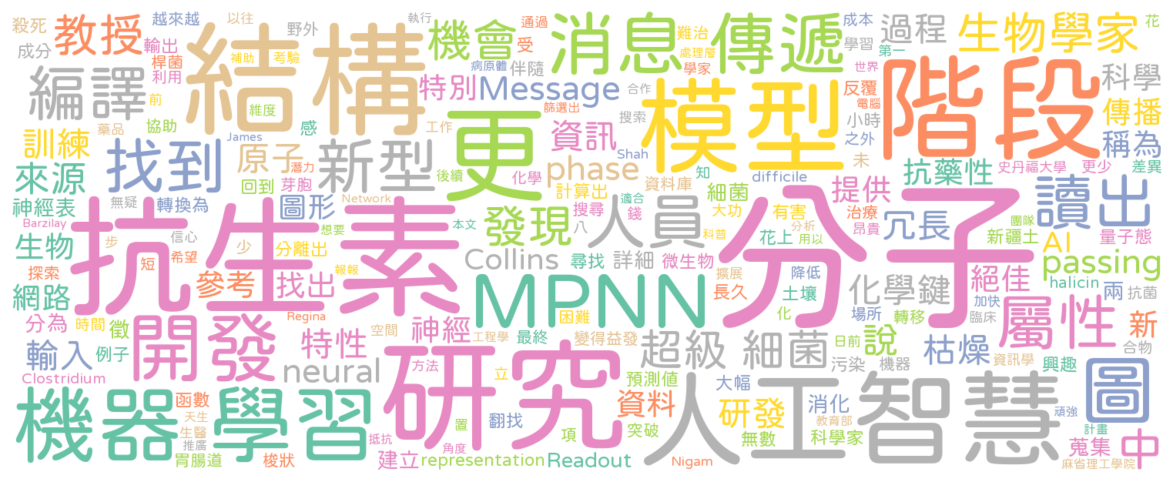 殺死 教授 越來越 以往 野外 執行 機會 消息 傳遞 通過 難治 成本 過程 生物學家 花
成分 輸出 結構 補助 考驗 伴隨 病原體 處理層 受 學家 學習 第一
桿菌 利用 特別 Message 合作 世界 反覆 電腦 科學
編譯 前 維度 感 更 資訊 篩選出 搜索 模型 小時 階段 傳播
訓練 藥品 協助 James 工作 Shah 之外 稱為
找到 原子 潛力 新型 phase 資料庫 知 difficile 未 抗藥性 史丹福大學 更少 差異
來源 回到 芽胞 後續 化學 計算出 細菌 提供 讀出
神經表 無疑 轉換為 圖形 Network 搜尋 適合 大功 有害 治療 冗長 團隊
Barzilay 步 信心 想要 本文 發現 八 錢 人員 科普 分析 昂貴 新疆土 AI 量子態
生物 抗生素 少 分離出 Collins 花上 用以 分子 passing
探索 短 希望 報報 尋找 詳細 微生物 擴展 降低 化學鍵 絕佳 halicin
網路 參考 找出 MPNN 長久 土壤 場所 轉移 加快 兩 抗菌
分為 時間 徵 Regina 空間 困難 化 臨床 屬性 新
輸入 例子 開發 特性 神經 工程學 最終 變得益發 超級 細菌 日前 說 枯燥 資訊學 合物
Clostridium 函數 neural 方法 立 研究 預測值 大幅 污染 機器 興趣 圖
機器 學習 天生 置 翻找 項 資料 研發 消化 人工智慧 頑強
生醫 抵抗 突破 無數 教育部 科學家 計畫 蒐集 中
推廣 胃腸道 梭狀 建立 角度 representation Readout Nigam 麻省理工學院